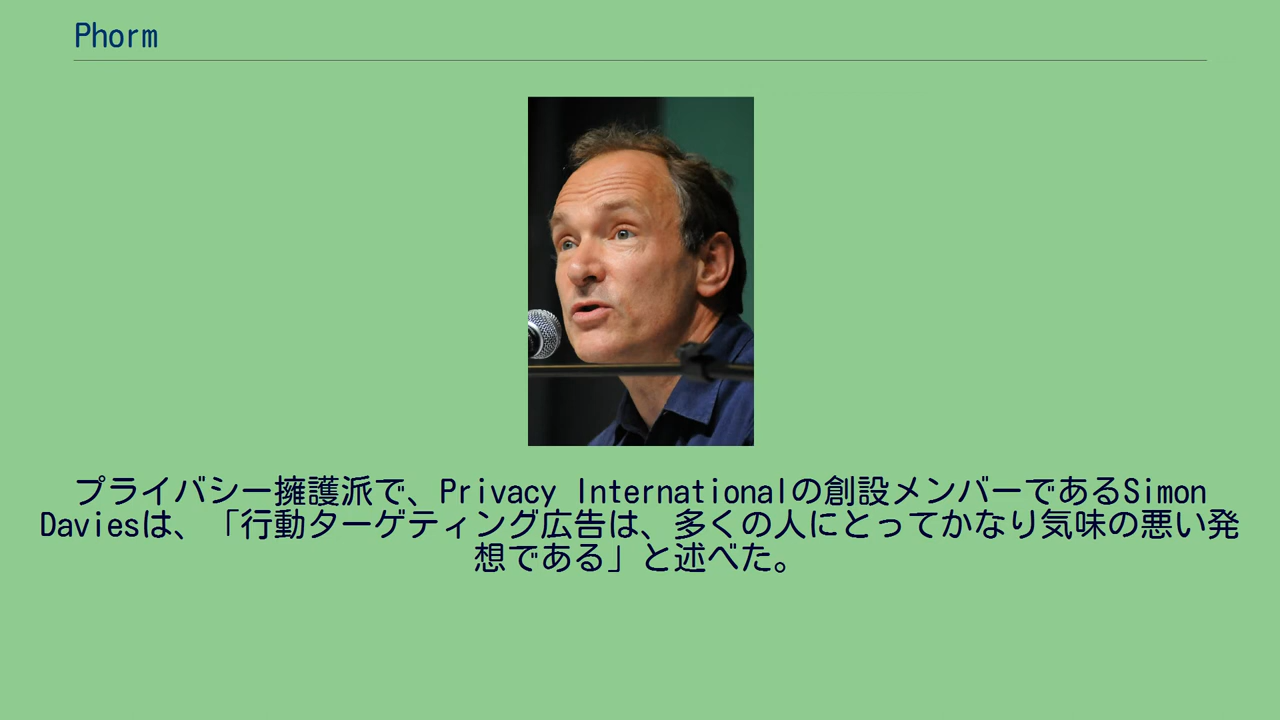 Phorm
プライバシー擁護派で、Privacy Internationalの創設メンバーであるSimon
Daviesは、「行動ターゲティング広告は、多くの人にとってかなり気味の悪い発
想である」と述べた。